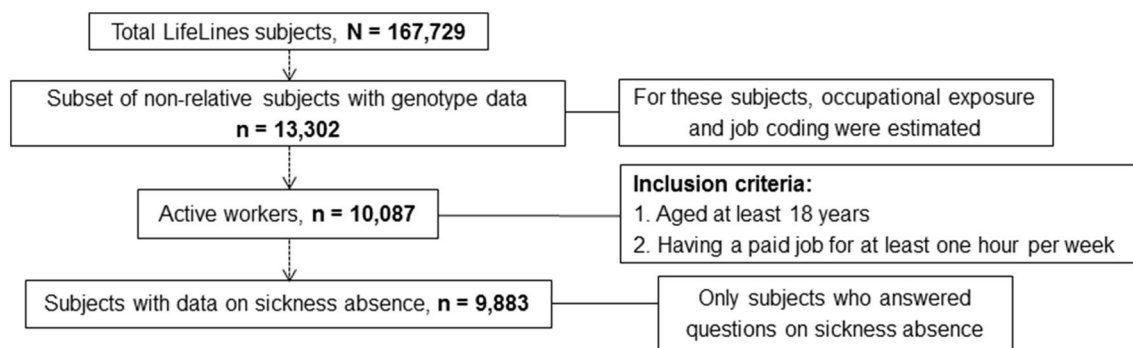 Total LifeLines subjects, N = 167,729
Subset of non-relative subjects with genotype data
n = 13,302
For these subjects, occupational exposure
and job coding were estimated
Active workers, n = 10,087
Inclusion criteria:
1. Aged at least 18 years
2. Having a paid job for at least one hour per week
Subjects with data on sickness absence, n = 9,883
Only subjects who answered
questions on sickness absence